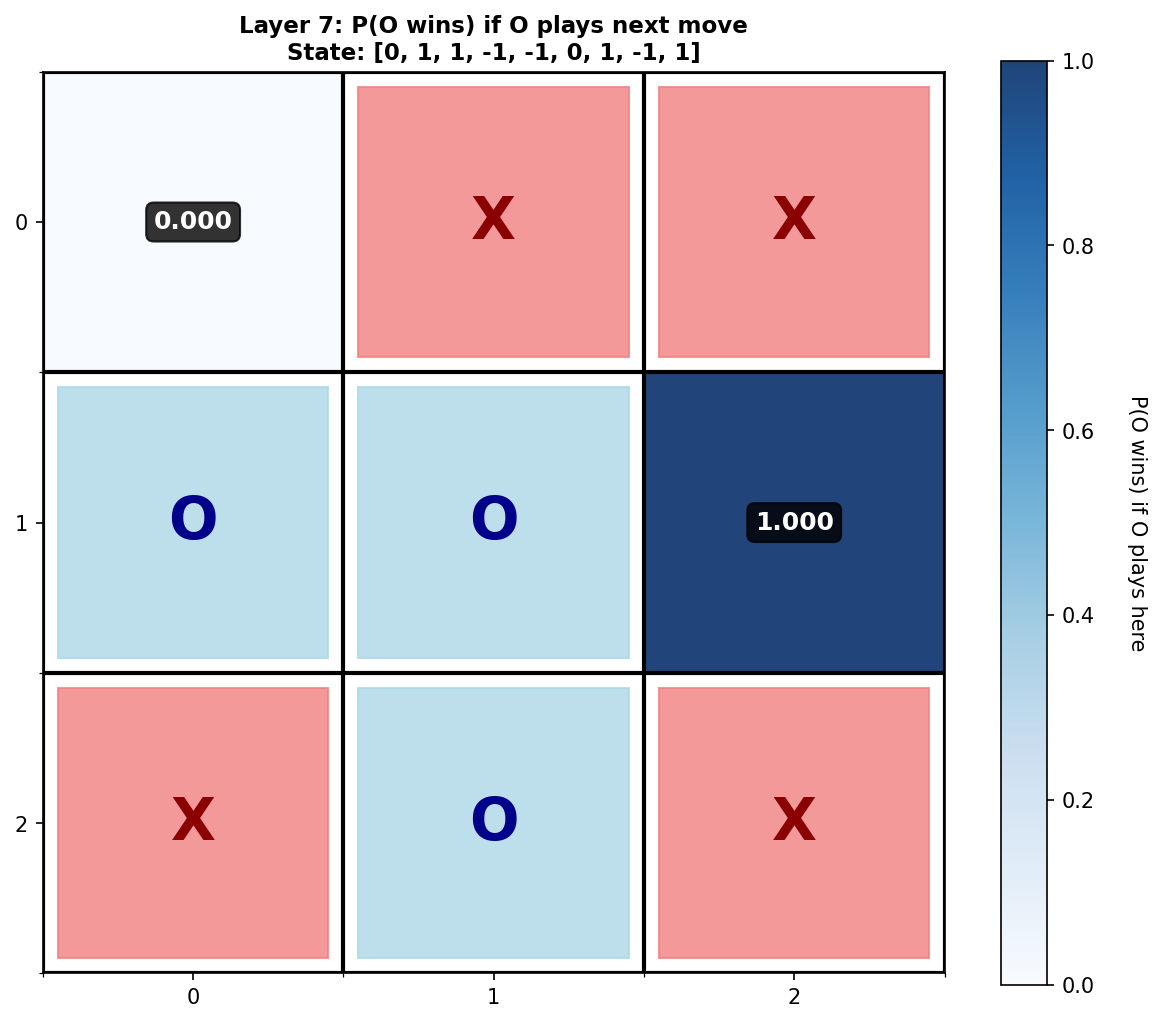 Layer 7: P(O wins) if O plays next move
State: [0, 1, 1, -1, -1, 0, 1, -1, 1]
0 0.000 X X
1 O O 1.000
2 X O X
0 1 2
1.0
0.8
0.6
0.4
0.2
0.0
P(O wins) if O plays here